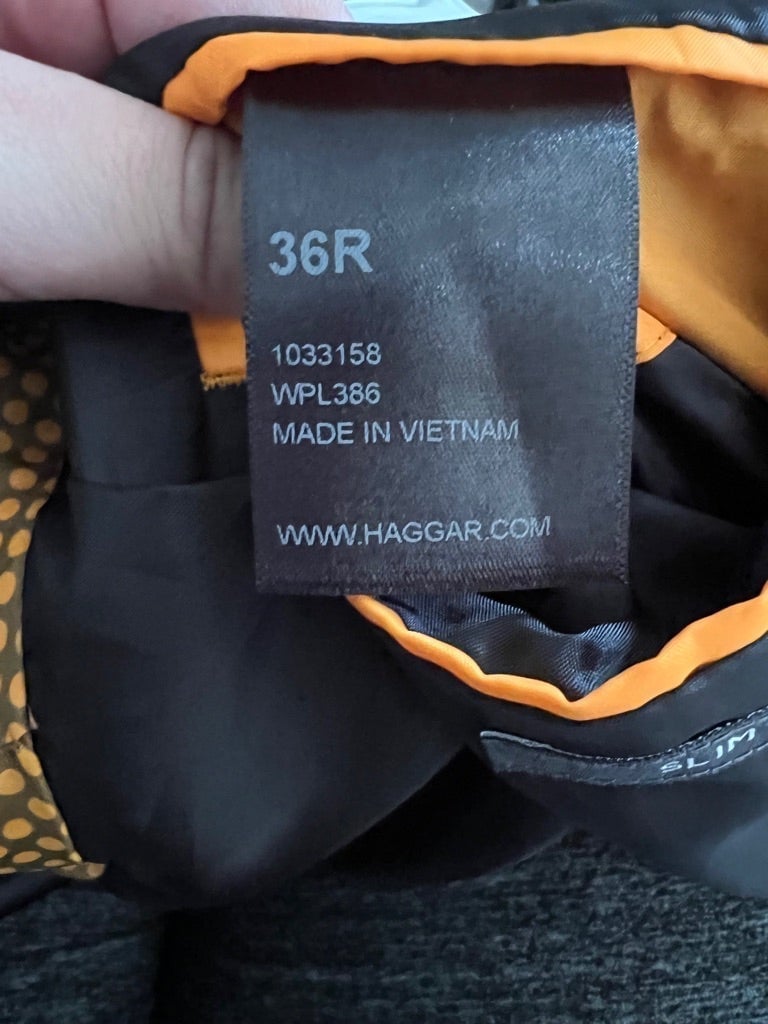 36R
1033158
WPL386
MADE IN VIETNAM
WWW.HAGGAR.COM
SLIM